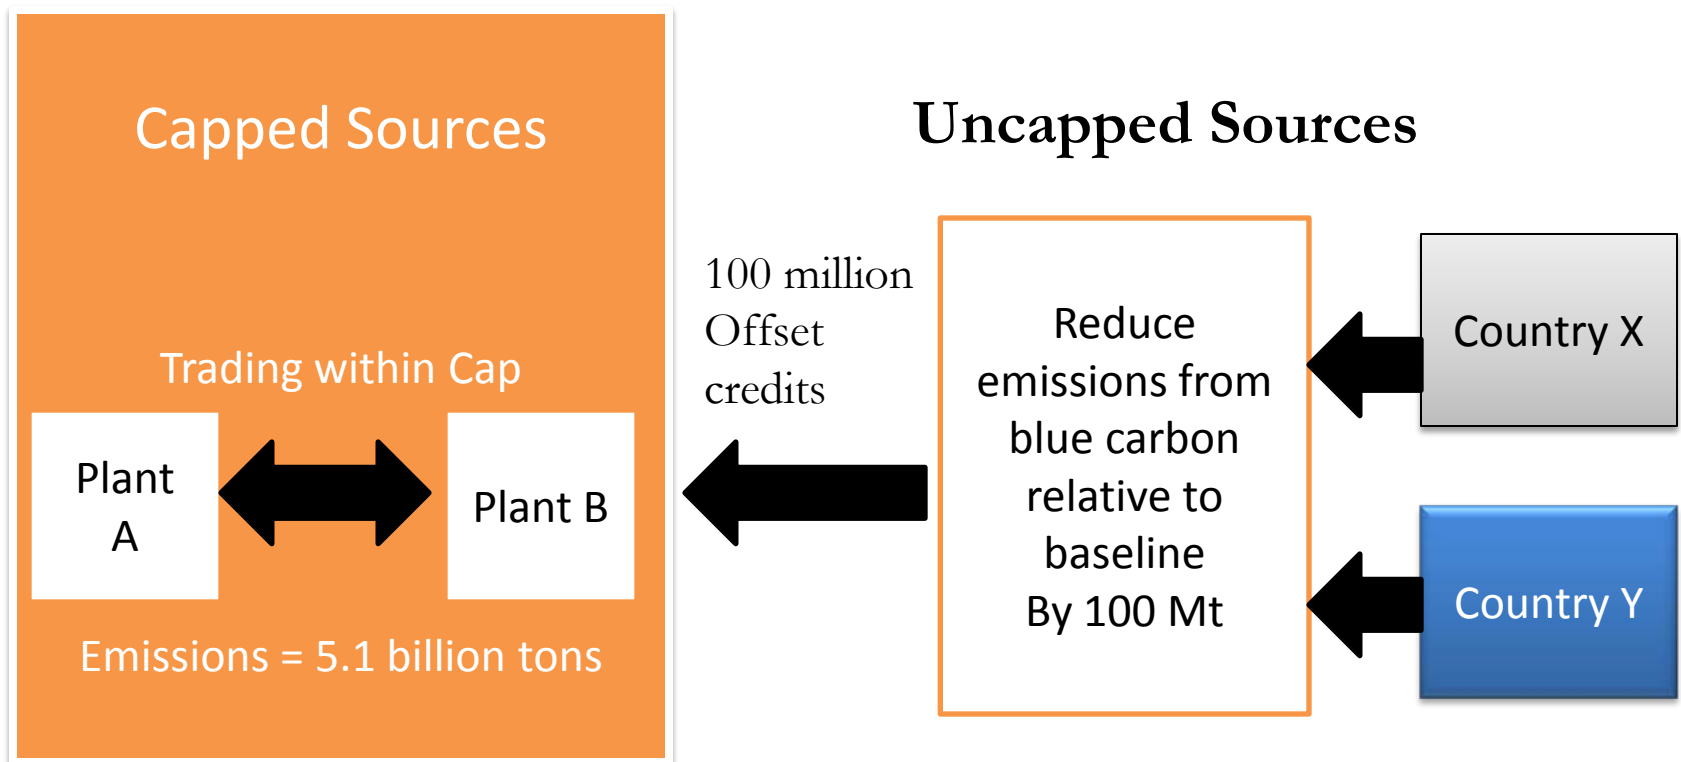 Capped Sources
Trading within Cap
Plant
A
Plant B
Emissions = 5.1 billion tons
Uncapped Sources
100 million
Offset
credits
Reduce
emissions from
blue carbon
relative to
baseline
By 100 Mt
Country X
Country Y